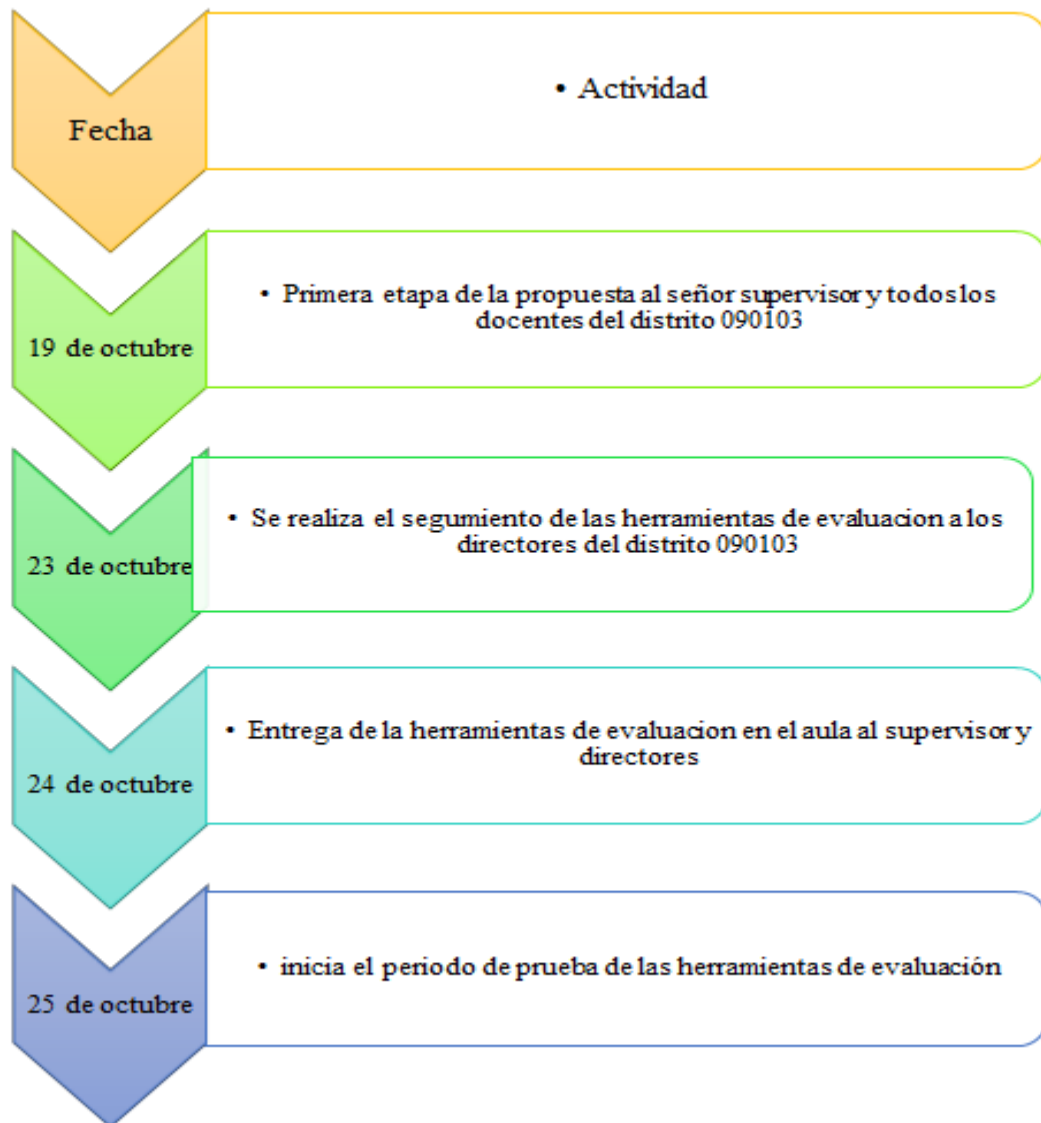 Fecha
• Actividad
19 de octubre
• Primera etapa de la propuesta al señor supervisor y todos los
docentes del distrito 090103
23 de octubre
• Se realiza el segumiento de las herramientas de evaluacion a los
directores del distrito 090103
24 de octubre
• Entrega de la herramientas de evaluacion en el aula al supervisor y
directores
25 de octubre
• inicia el periodo de prueba de las herramientas de evaluación